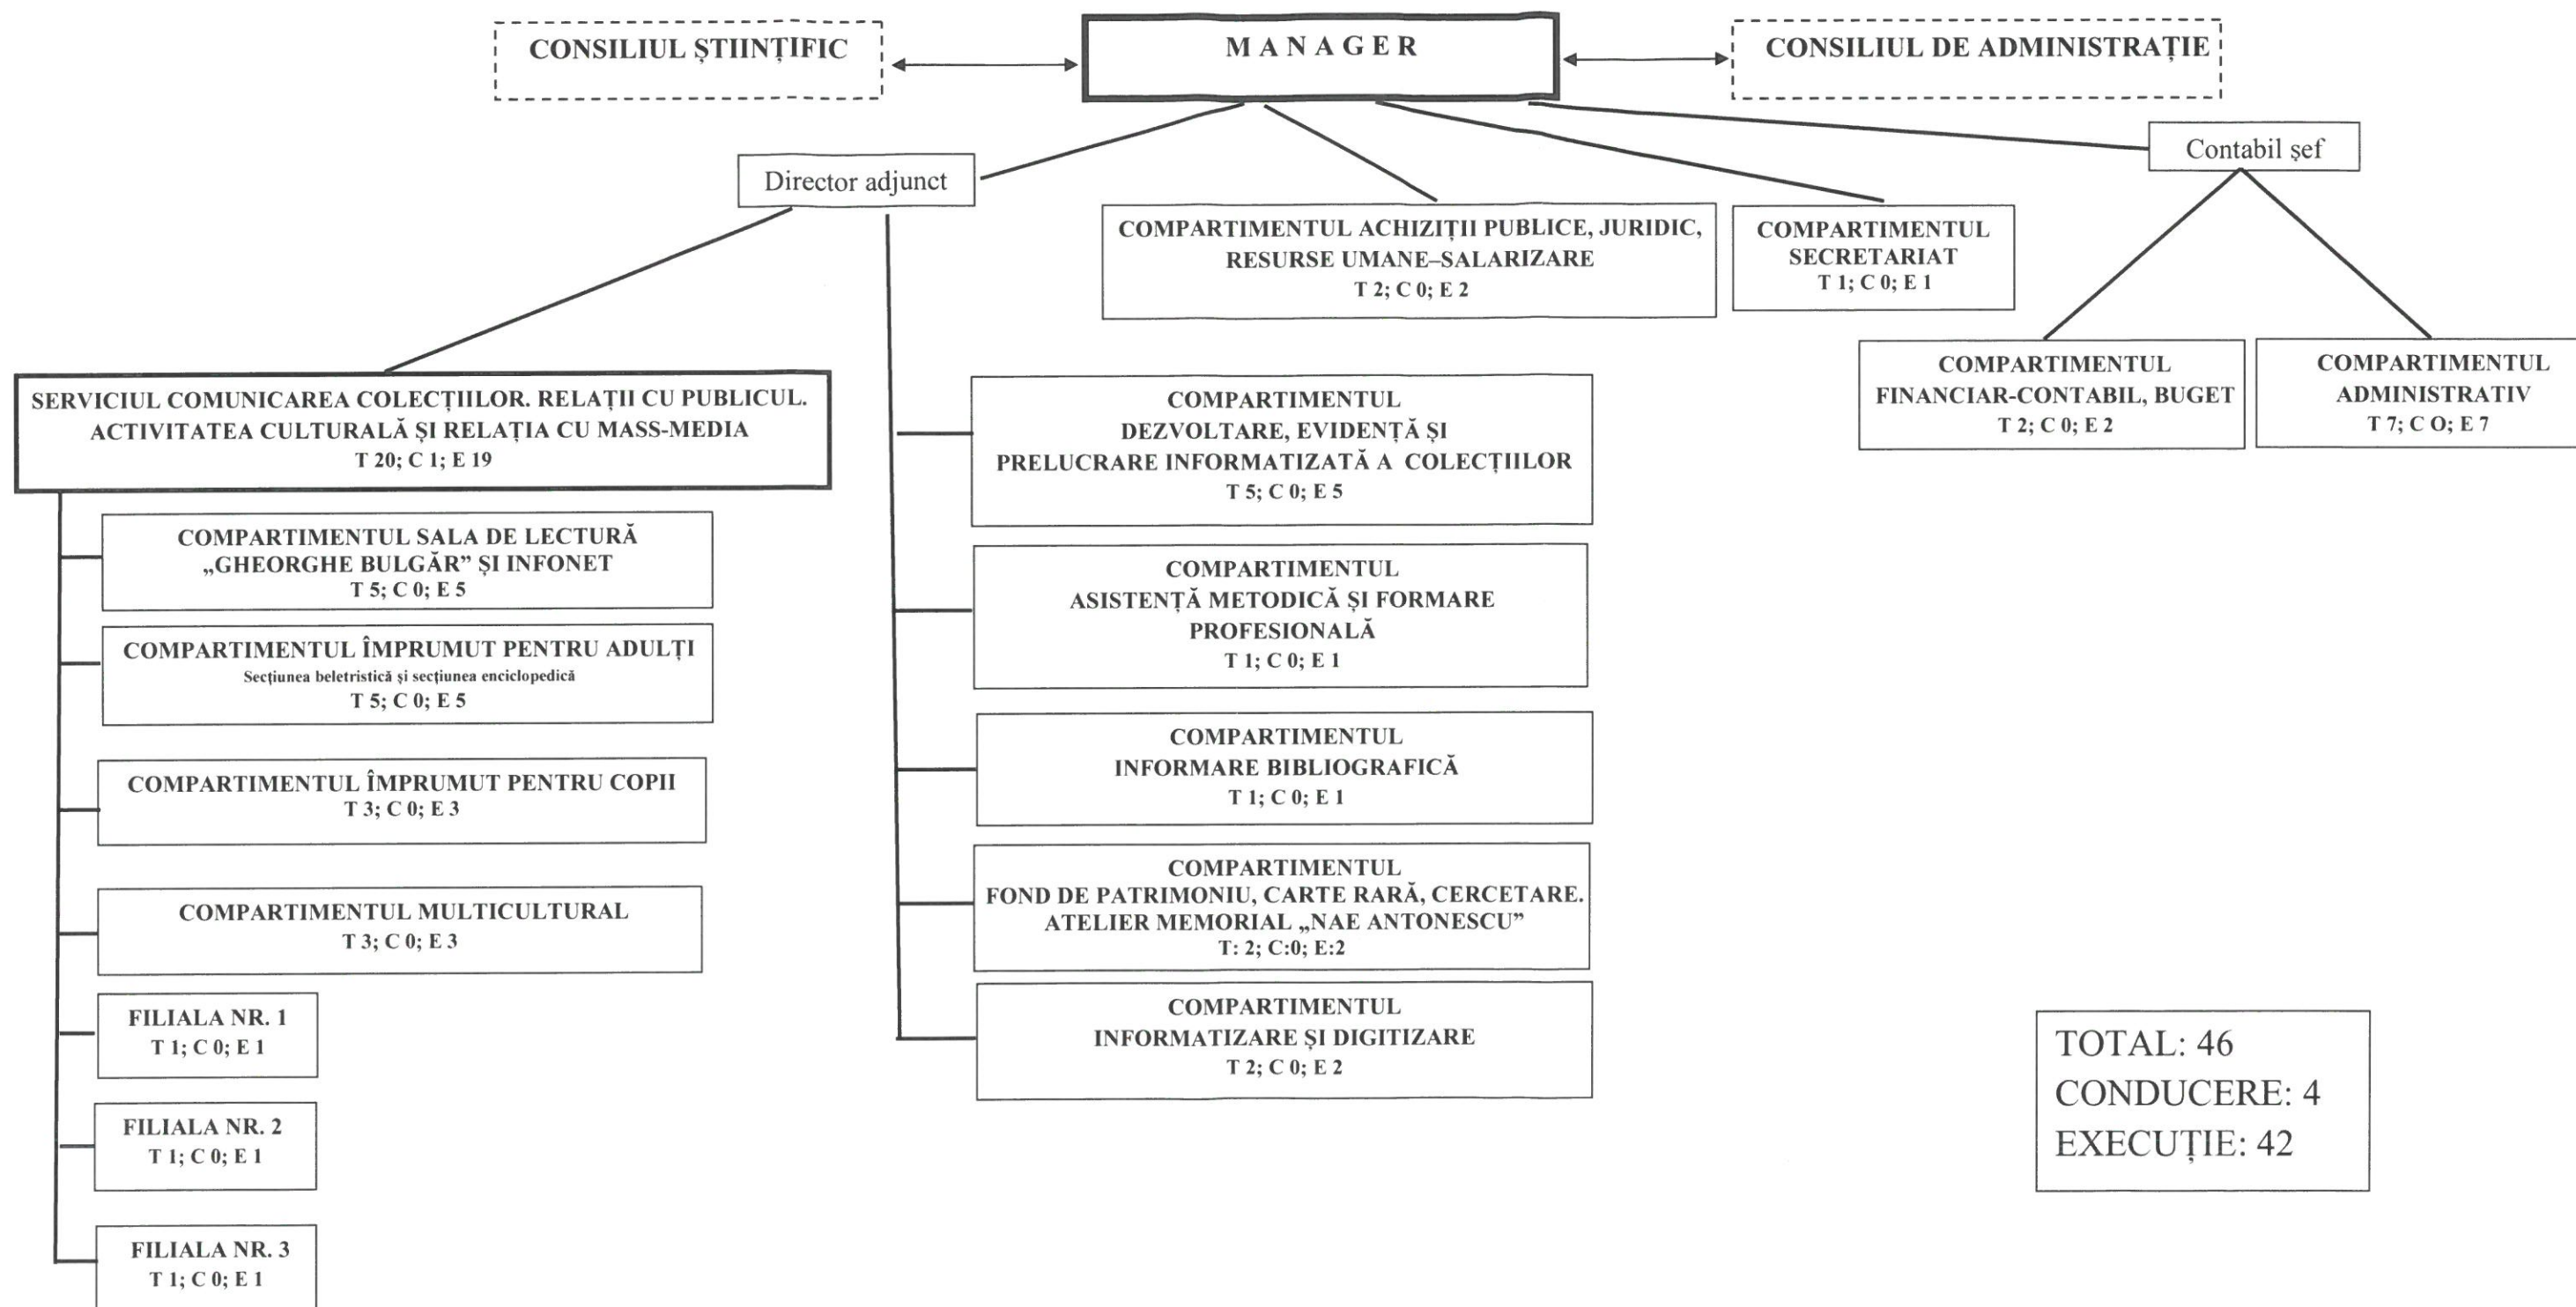 CONSILIUL ȘTIINȚIFIC
M A N A G E R
CONSILIUL DE ADMINISTRAȚIE
Director adjunct
Contabil șef
COMPARTIMENTUL ACHIZIȚII PUBLICE, JURIDIC,
RESURSE UMANE–SALARIZARE
T 2; C 0; E 2
COMPARTIMENTUL
SECRETARIAT
T 1; C 0; E 1
COMPARTIMENTUL
FINANCIAR-CONTABIL, BUGET
T 2; C 0; E 2
COMPARTIMENTUL
ADMINISTRATIV
T 7; C O; E 7
SERVICIUL COMUNICAREA COLECȚIILOR. RELAȚII CU PUBLICUL.
ACTIVITATEA CULTURALĂ ȘI RELAȚIA CU MASS-MEDIA
T 20; C 1; E 19
COMPARTIMENTUL SALA DE LECTURĂ
„GHEORGHE BULGĂR” ȘI INFONET
T 5; C 0; E 5
COMPARTIMENTUL ÎMPRUMUT PENTRU ADULȚI
Secțiunea beletristică și secțiunea enciclopedică
T 5; C 0; E 5
COMPARTIMENTUL ÎMPRUMUT PENTRU COPII
T 3; C 0; E 3
COMPARTIMENTUL MULTICULTURAL
T 3; C 0; E 3
FILIALA NR. 1
T 1; C 0; E 1
FILIALA NR. 2
T 1; C 0; E 1
FILIALA NR. 3
T 1; C 0; E 1
COMPARTIMENTUL
DEZVOLTARE, EVIDENȚĂ ȘI
PRELUCRARE INFORMATIZATĂ A COLECȚIILOR
T 5; C 0; E 5
COMPARTIMENTUL
ASISTENȚĂ METODICĂ ȘI FORMARE
PROFESIONALĂ
T 1; C 0; E 1
COMPARTIMENTUL
INFORMARE BIBLIOGRAFICĂ
T 1; C 0; E 1
COMPARTIMENTUL
FOND DE PATRIMONIU, CARTE RARĂ, CERCETARE.
ATELIER MEMORIAL „NAE ANTONESCU”
T: 2; C:0; E:2
COMPARTIMENTUL
INFORMATIZARE ȘI DIGITIZARE
T 2; C 0; E 2
TOTAL: 46
CONDUCERE: 4
EXECUȚIE: 42